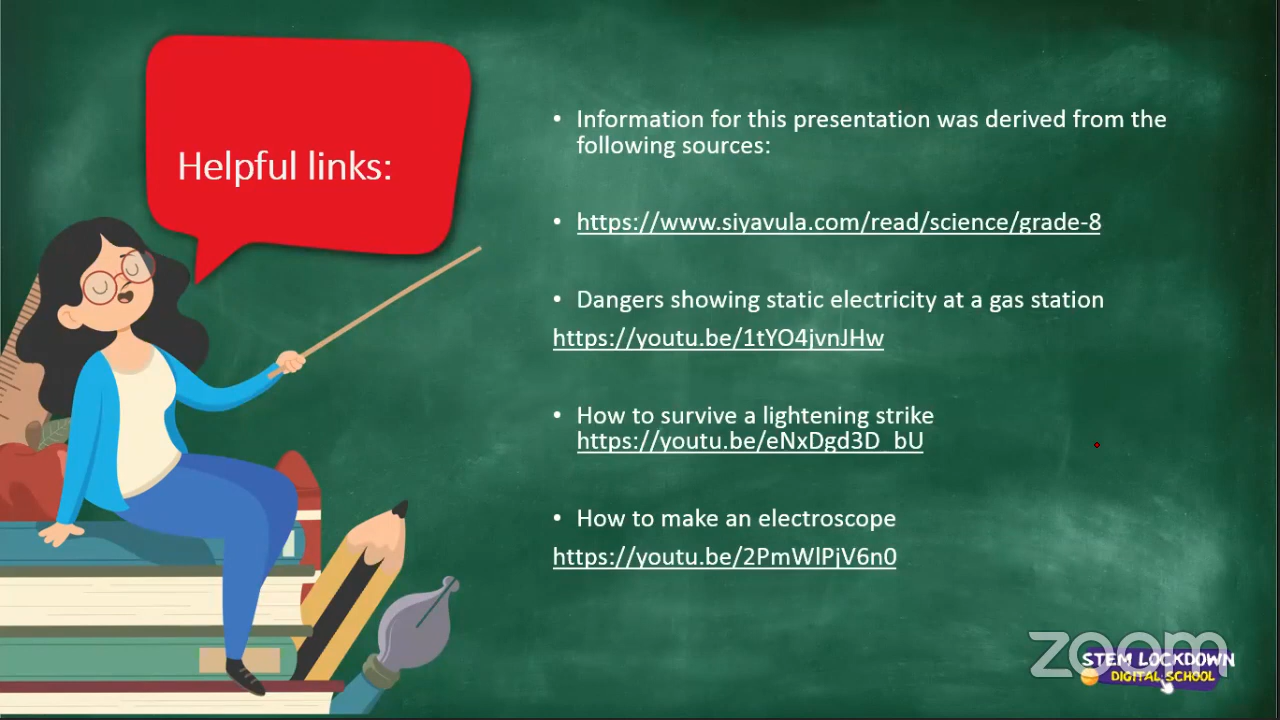 Helpful links:
• Information for this presentation was derived from the
following sources:
• https://www.siyavula.com/read/science/grade-8
• Dangers showing static electricity at a gas station
https://youtu.be/1tYO4jvnJHw
• How to survive a lightening strike
https://youtu.be/eNxDgd3D_bU
• How to make an electroscope
https://youtu.be/2PmWlPjV6n0
zoom
STEM LOCKDOWN
DIGITAL SCHOOL